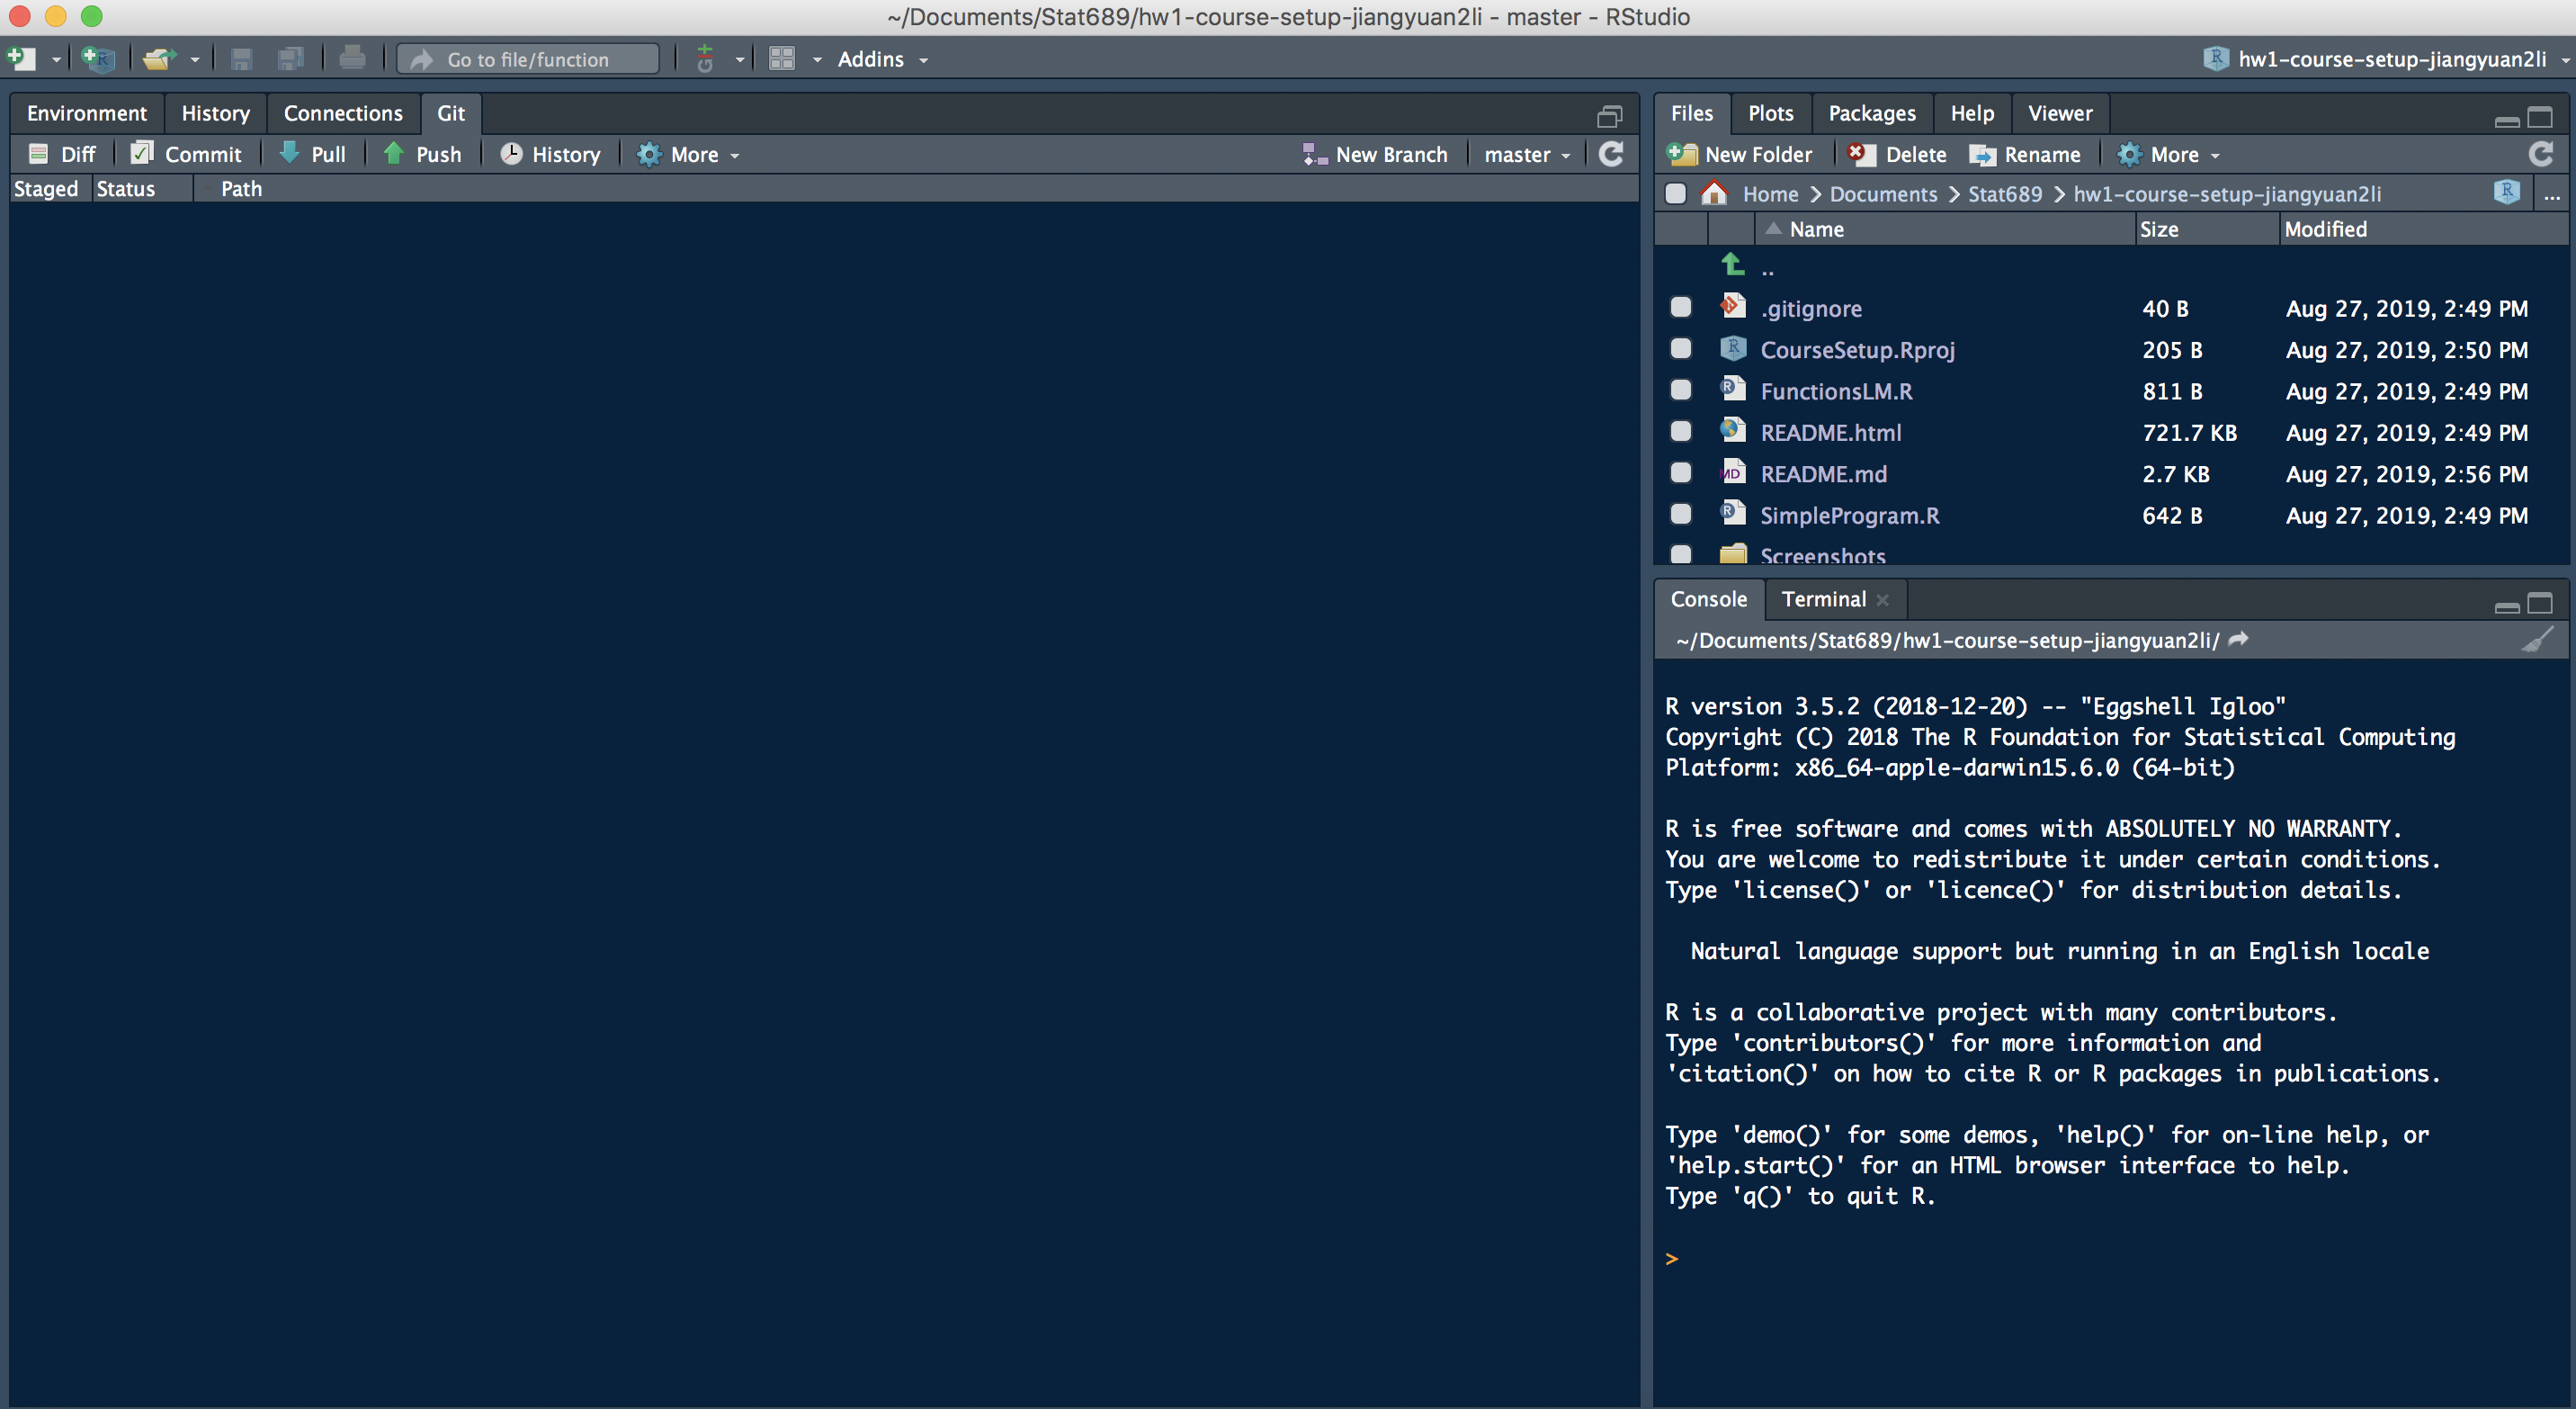 ~/Documents/Stat689/hw1-course-setup-jiangyuan2li - master - RStudio
Go to file/function Addins hw1-course-setup-jiangyuan2li
Environment History Connections Git
Diff Commit Pull Push History More New Branch master
Staged Status Path
Files Plots Packages Help Viewer
New Folder Delete Rename More
Home Documents Stat689 hw1-course-setup-jiangyuan2li ...
Name Size Modified
..
.gitignore 40 B Aug 27, 2019, 2:49 PM
CourseSetup.Rproj 205 B Aug 27, 2019, 2:50 PM
FunctionsLM.R 811 B Aug 27, 2019, 2:49 PM
README.html 721.7 KB Aug 27, 2019, 2:49 PM
README.md 2.7 KB Aug 27, 2019, 2:56 PM
SimpleProgram.R 642 B Aug 27, 2019, 2:49 PM
Screenshots
Console Terminal
~/Documents/Stat689/hw1-course-setup-jiangyuan2li/
R version 3.5.2 (2018-12-20) -- "Eggshell Igloo"
Copyright (C) 2018 The R Foundation for Statistical Computing
Platform: x86_64-apple-darwin15.6.0 (64-bit)
R is free software and comes with ABSOLUTELY NO WARRANTY.
You are welcome to redistribute it under certain conditions.
Type 'license()' or 'licence()' for distribution details.
Natural language support but running in an English locale
R is a collaborative project with many contributors.
Type 'contributors()' for more information and
'citation()' on how to cite R or R packages in publications.
Type 'demo()' for some demos, 'help()' for on-line help, or
'help.start()' for an HTML browser interface to help.
Type 'q()' to quit R.
>